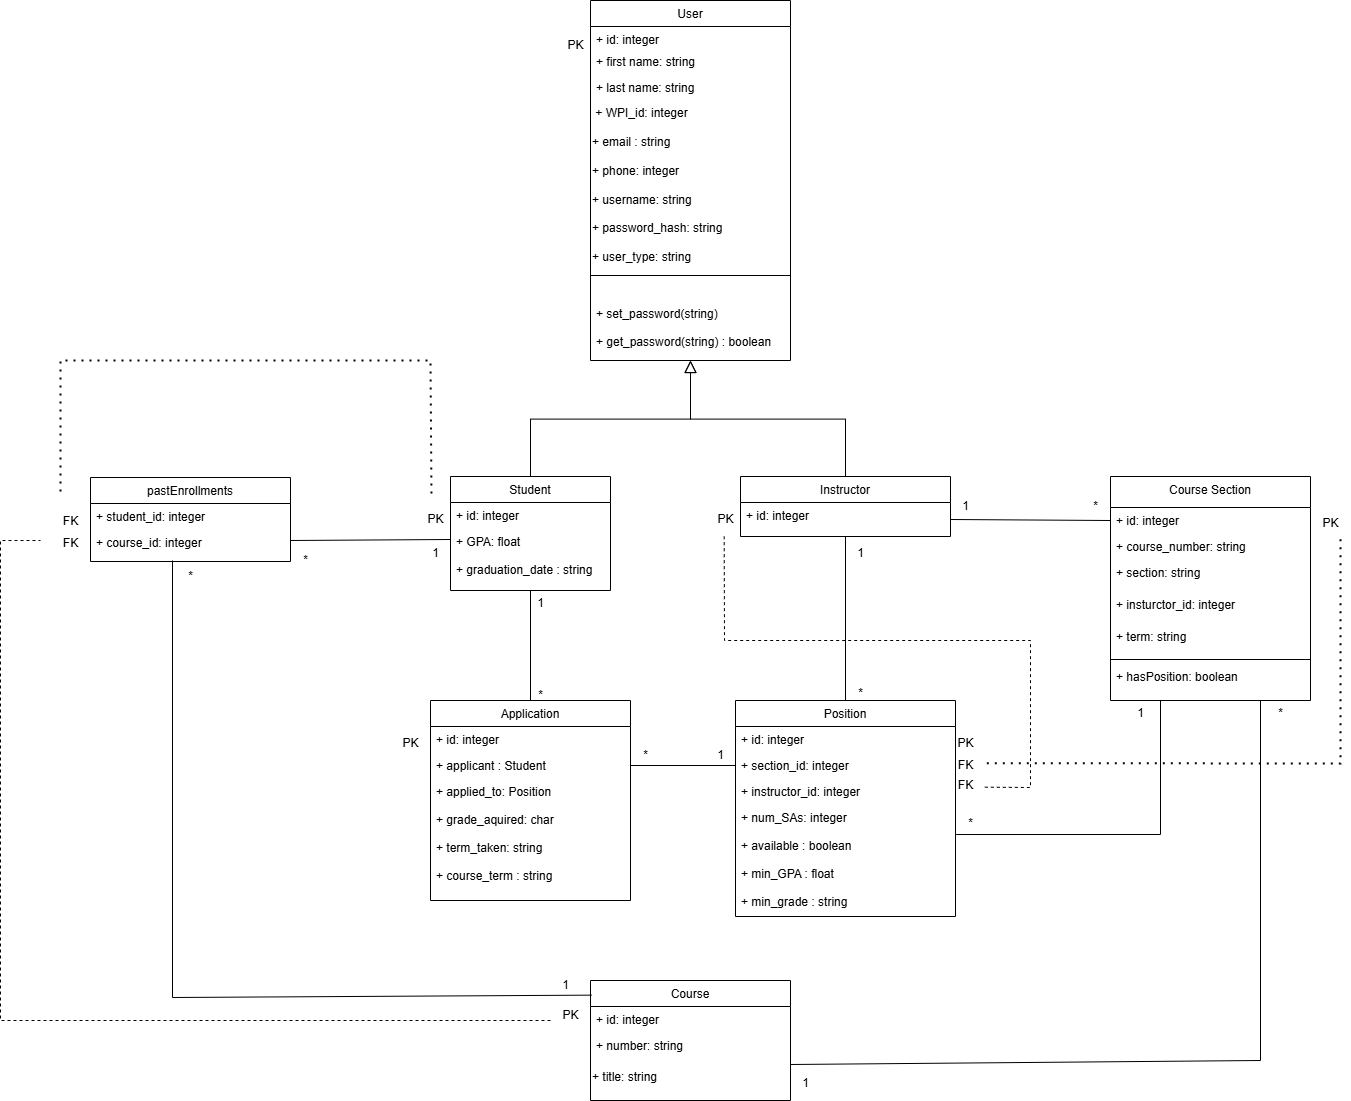 User
PK
+ id: integer
+ first name: string
+ last name: string
+ WPI_id: integer
+ email : string
+ phone: integer
+ username: string
+ password_hash: string
+ user_type: string
+ set_password(string)
+ get_password(string) : boolean
pastEnrollments
FK
+ student_id: integer
FK
+ course_id: integer
*
*
Student
PK
+ id: integer
+ GPA: float
+ graduation_date : string
1
1
*
Instructor
PK
+ id: integer
1
*
1
*
Course Section
PK
+ id: integer
+ course_number: string
+ section: string
+ insturctor_id: integer
+ term: string
+ hasPosition: boolean
1
*
Application
PK
+ id: integer
+ applicant : Student
+ applied_to: Position
+ grade_aquired: char
+ term_taken: string
+ course_term : string
*
1
Position
+ id: integer
PK
+ section_id: integer
FK
+ instructor_id: integer
FK
+ num_SAs: integer
*
+ available : boolean
+ min_GPA : float
+ min_grade : string
1
Course
PK
+ id: integer
+ number: string
+ title: string
1